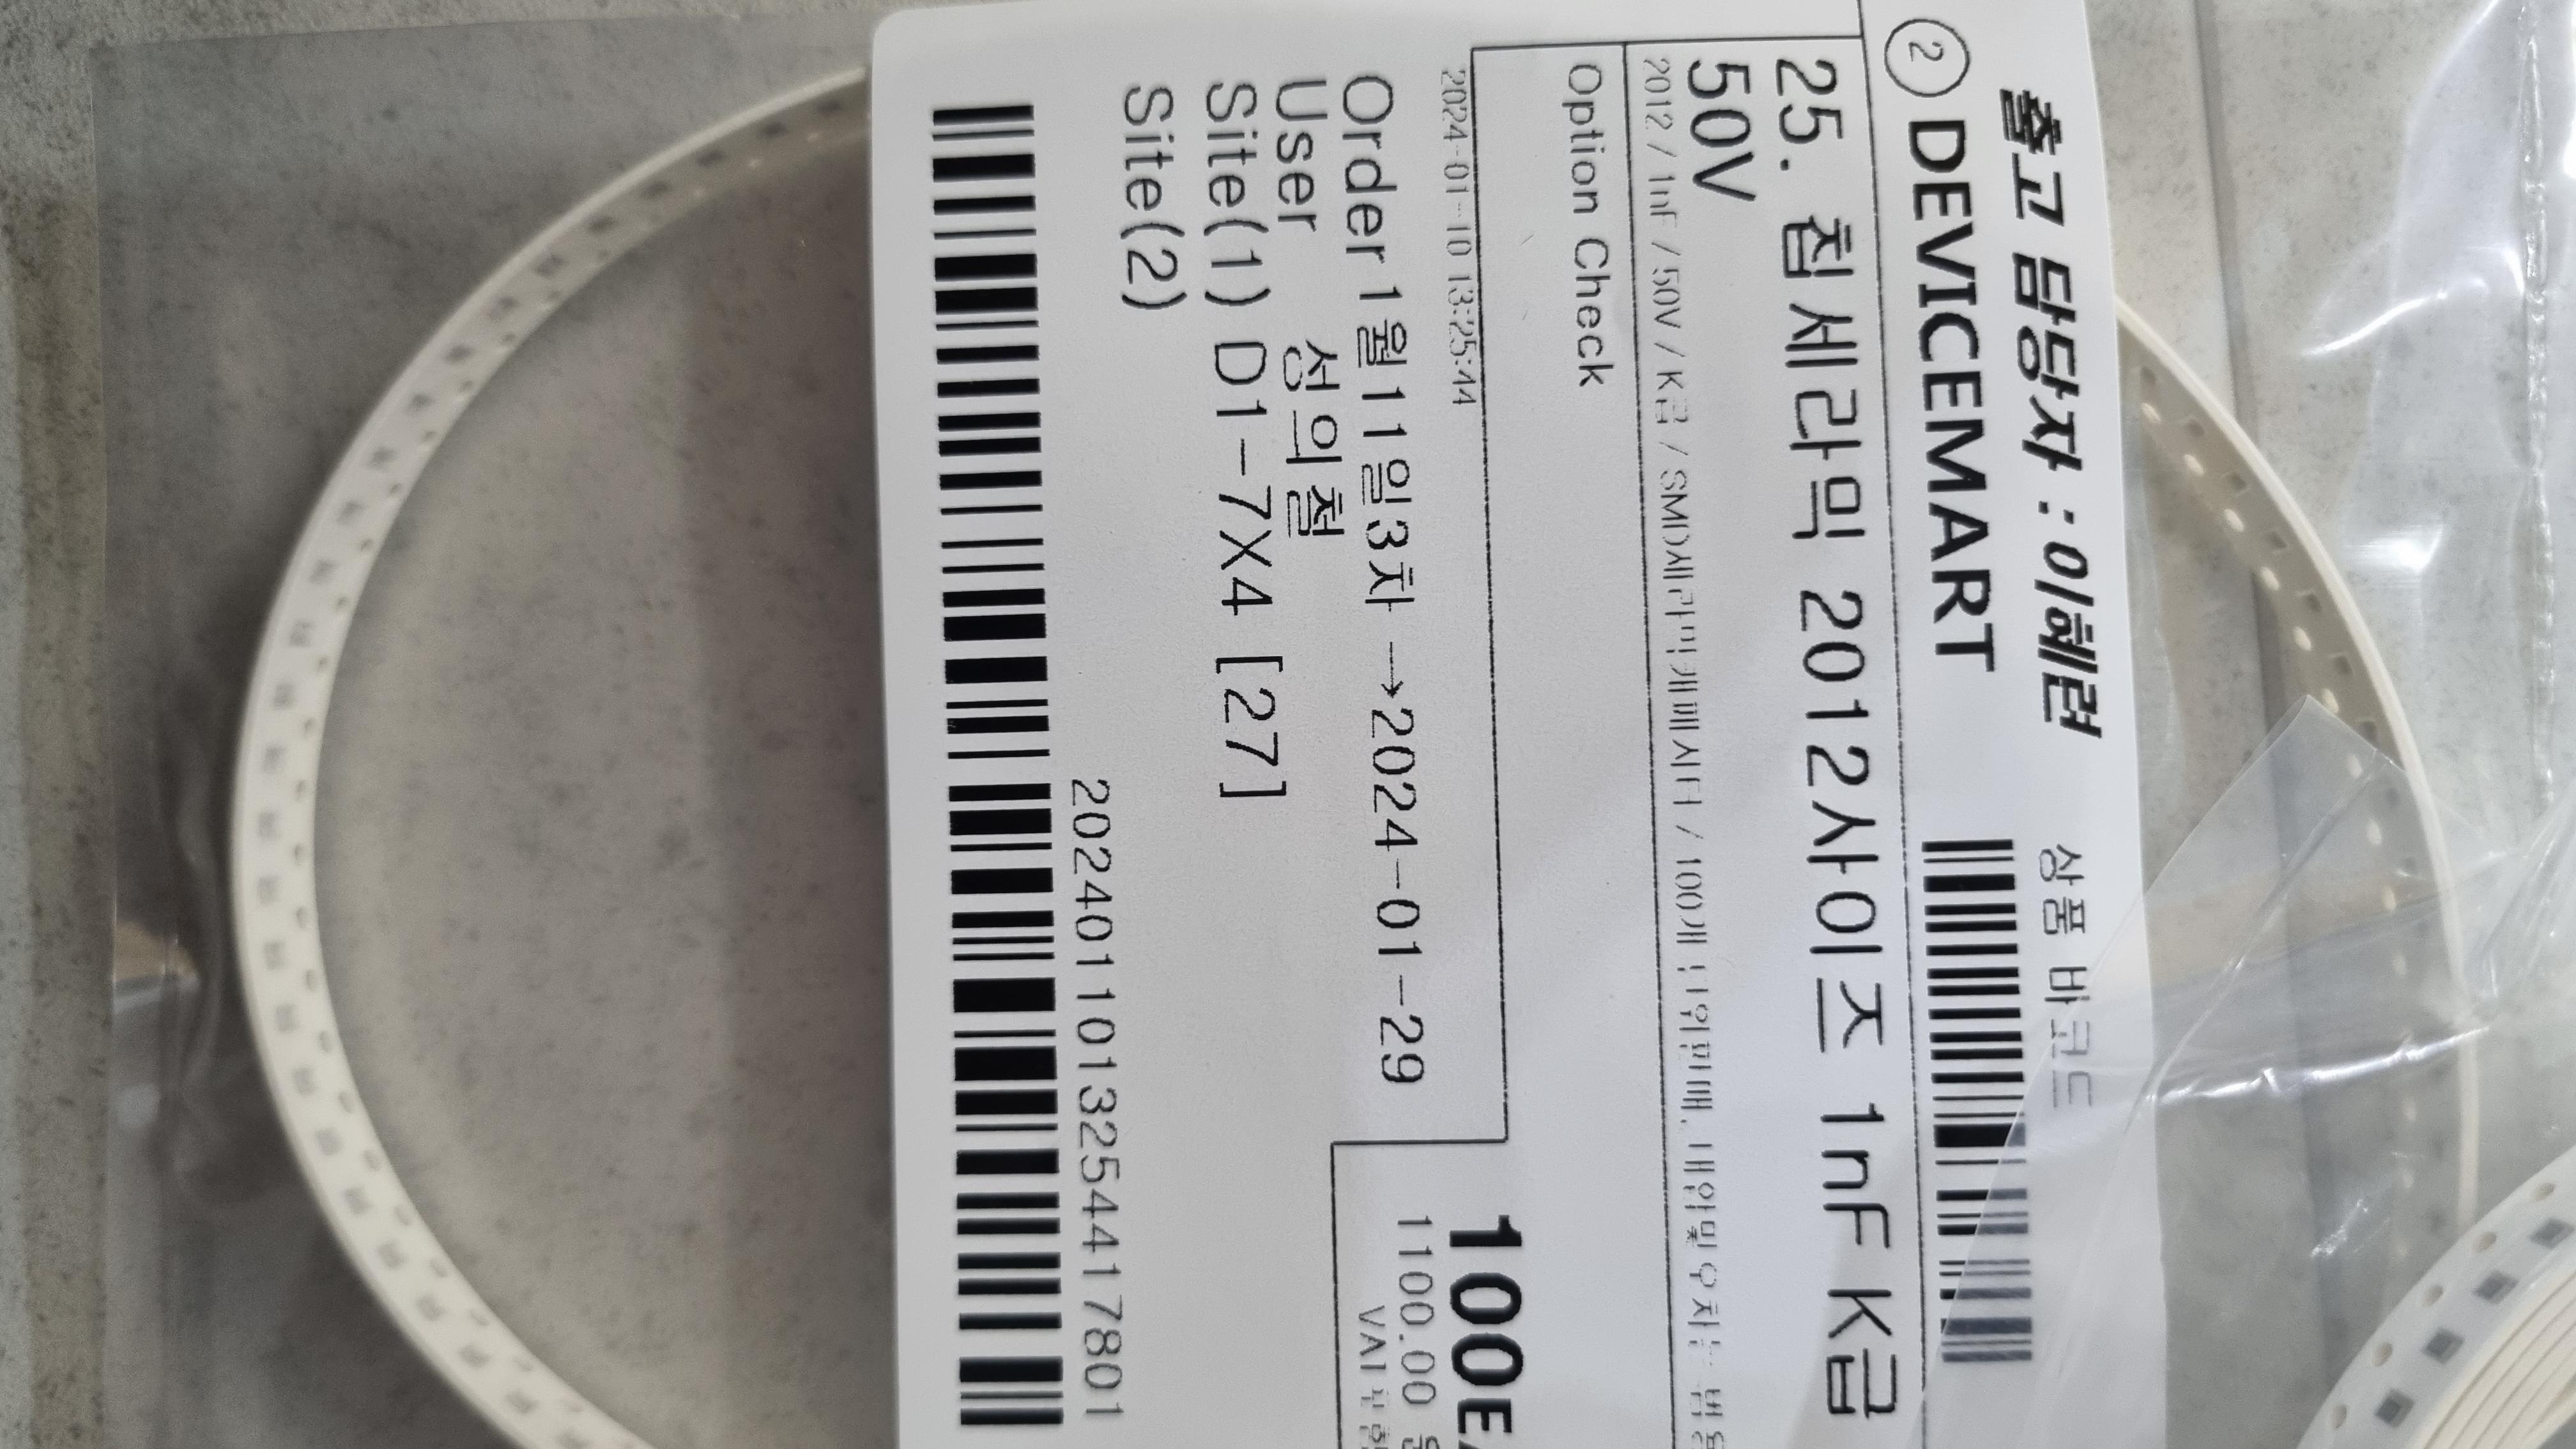 출고 담당자 : 이혜련
상품 바코드
② DEVICEMART
25. 칩세라믹 2012사이즈 1nF K급
50V
2012 / 1nF / 50V / K급 / SMD세라믹캐패시터 / 100개 단위판매,
Option Check
2024-01-10 13:25:44
100E
1100.00
Order 1월11일3차 →2024-01-29
User 성의철
Site(1) D1-7X4 [27]
Site(2)
2024011013254417801